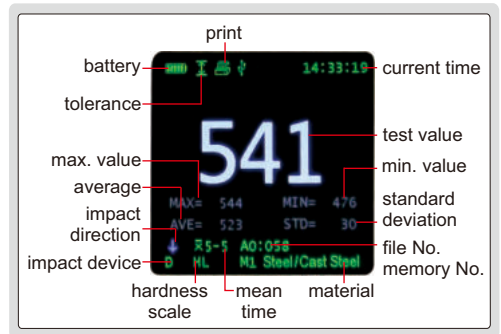 print
battery
14:33:19
current time
tolerance
541
test value
max. value
min. value
MAX= 544 MIN= 476
average
standard deviation
AVE= 523 STD= 30
impact direction
R5-5 A0:058
file No.
memory No.
impact device
D HL M1 Steel/Cast Steel
hardness scale
mean time
material